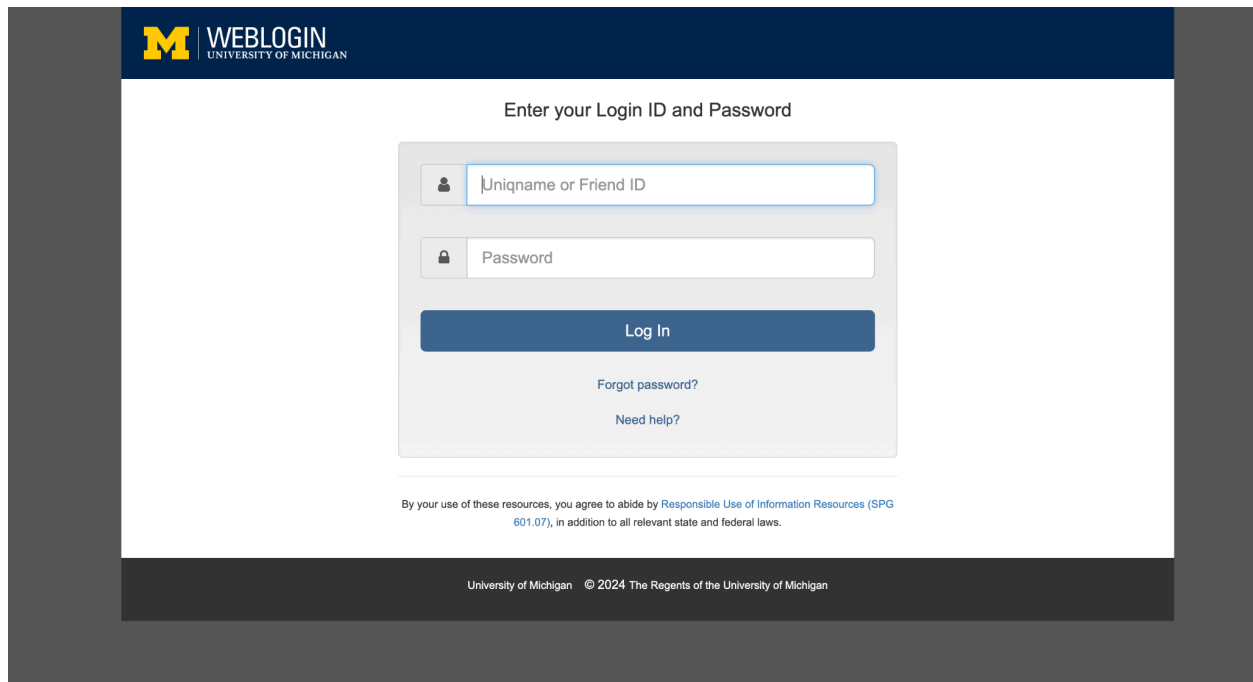 M
WEBLOGIN
UNIVERSITY OF MICHIGAN
Enter your Login ID and Password
Uniqname or Friend ID
Password
Log In
Forgot password?
Need help?
By your use of these resources, you agree to abide by Responsible Use of Information Resources (SPG
601.07), in addition to all relevant state and federal laws.
University of Michigan © 2024 The Regents of the University of Michigan